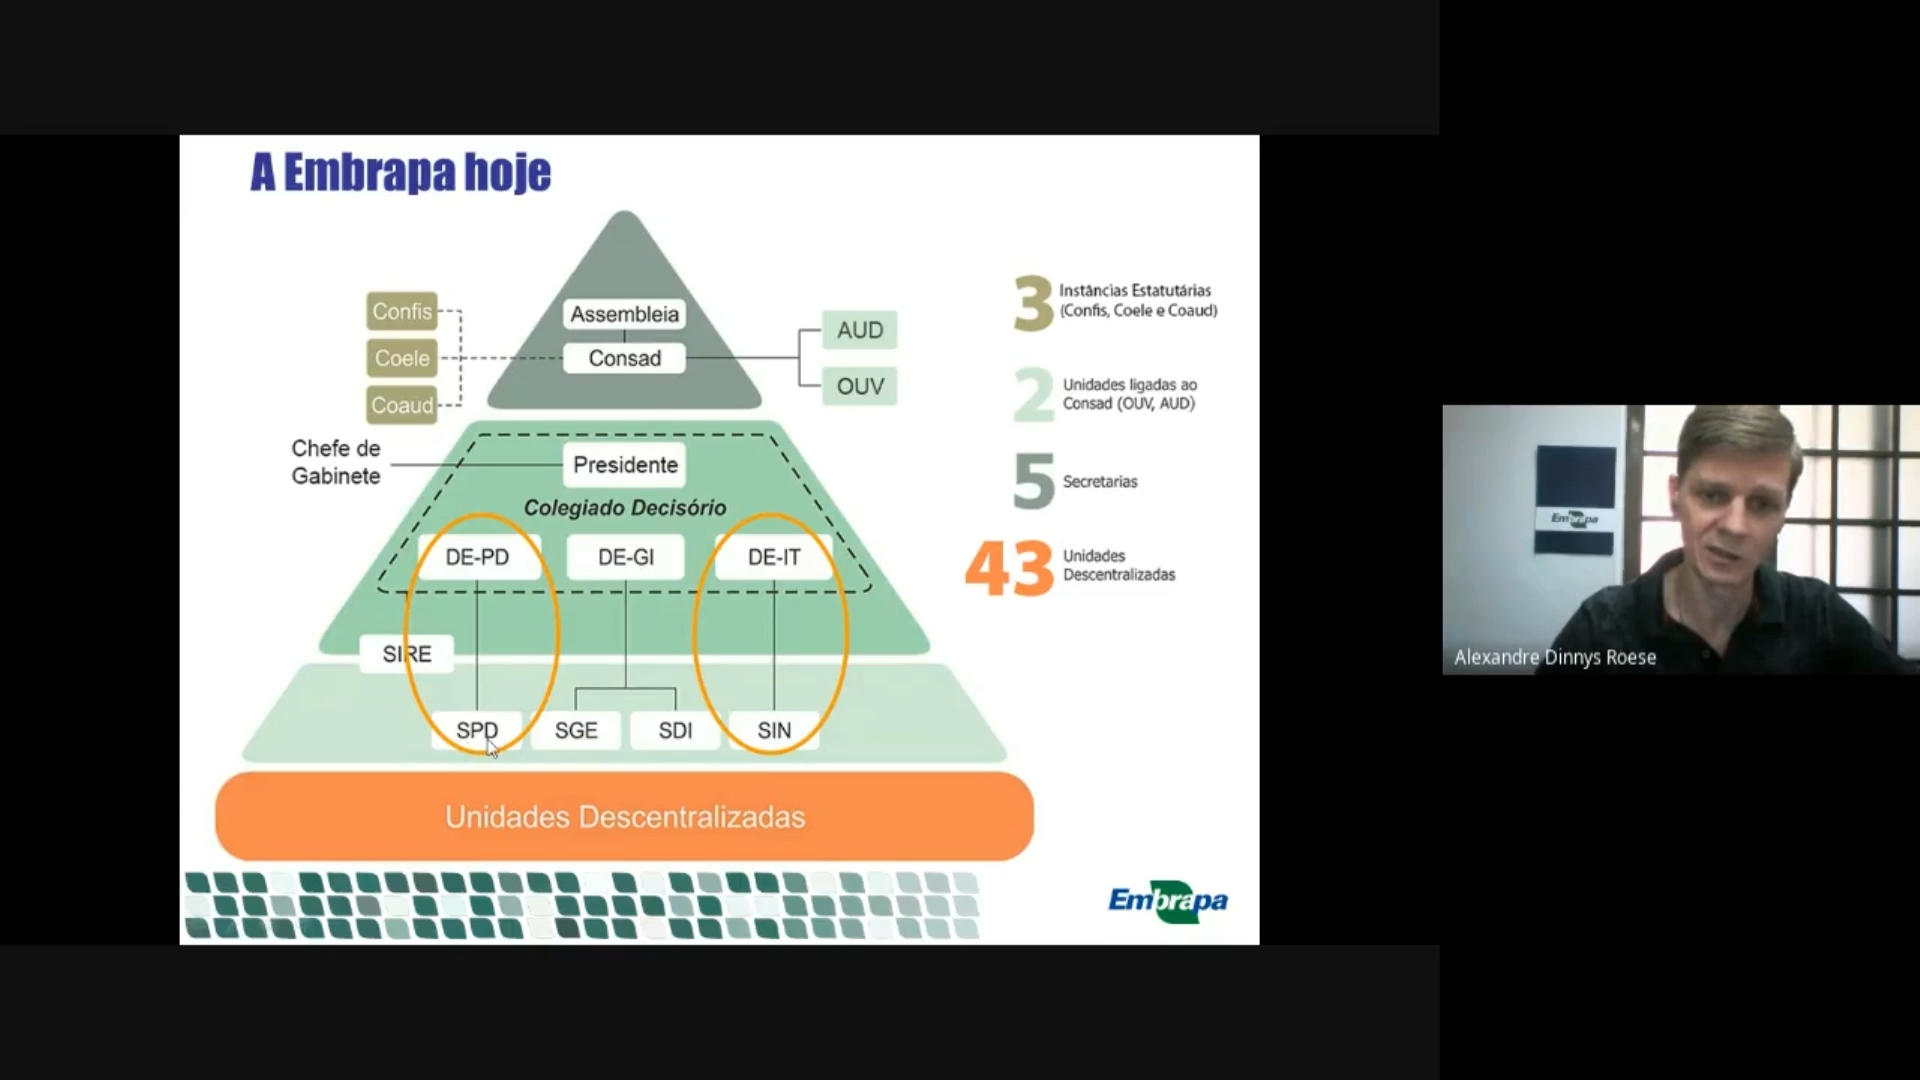 A Embrapa hoje
Confis
Coele
Coaud
Assembleia
Consad
AUD
OUV
Chefe de
Gabinete
Presidente
Colegiado Decisório
DE-PD
DE-GI
DE-IT
SIRE
SPD
SGE
SDI
SIN
Unidades Descentralizadas
3
Instâncias Estatutárias
(Confis, Coele e Coaud)
2
Unidades ligadas ao
Consad (OUV, AUD)
5
Secretarias
43
Unidades
Descentralizadas
Embrapa
Embrapa
Alexandre Dinnys Roese